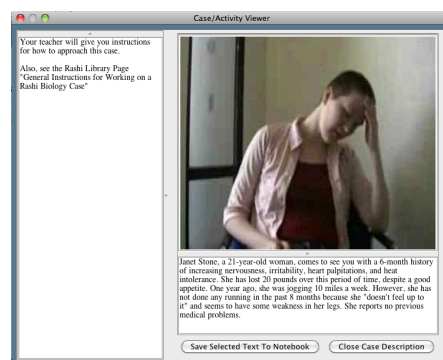 Case/Activity Viewer
Your teacher will give you instructions
for how to approach this case.
Also, see the Rashi Library Page
"General Instructions for Working on a
Rashi Biology Case"
Janet Stone, a 21-year-old woman, comes to see you with a 6-month history
of increasing nervousness, irritability, heart palpitations, and heat
intolerance. She has lost 20 pounds over this period of time, despite a good
appetite. One year ago, she was jogging 10 miles a week. However, she has
not done any running in the past 8 months because she "doesn't feel up to
it" and seems to have some weakness in her legs. She reports no previous
medical problems.
Save Selected Text To Notebook
Close Case Description